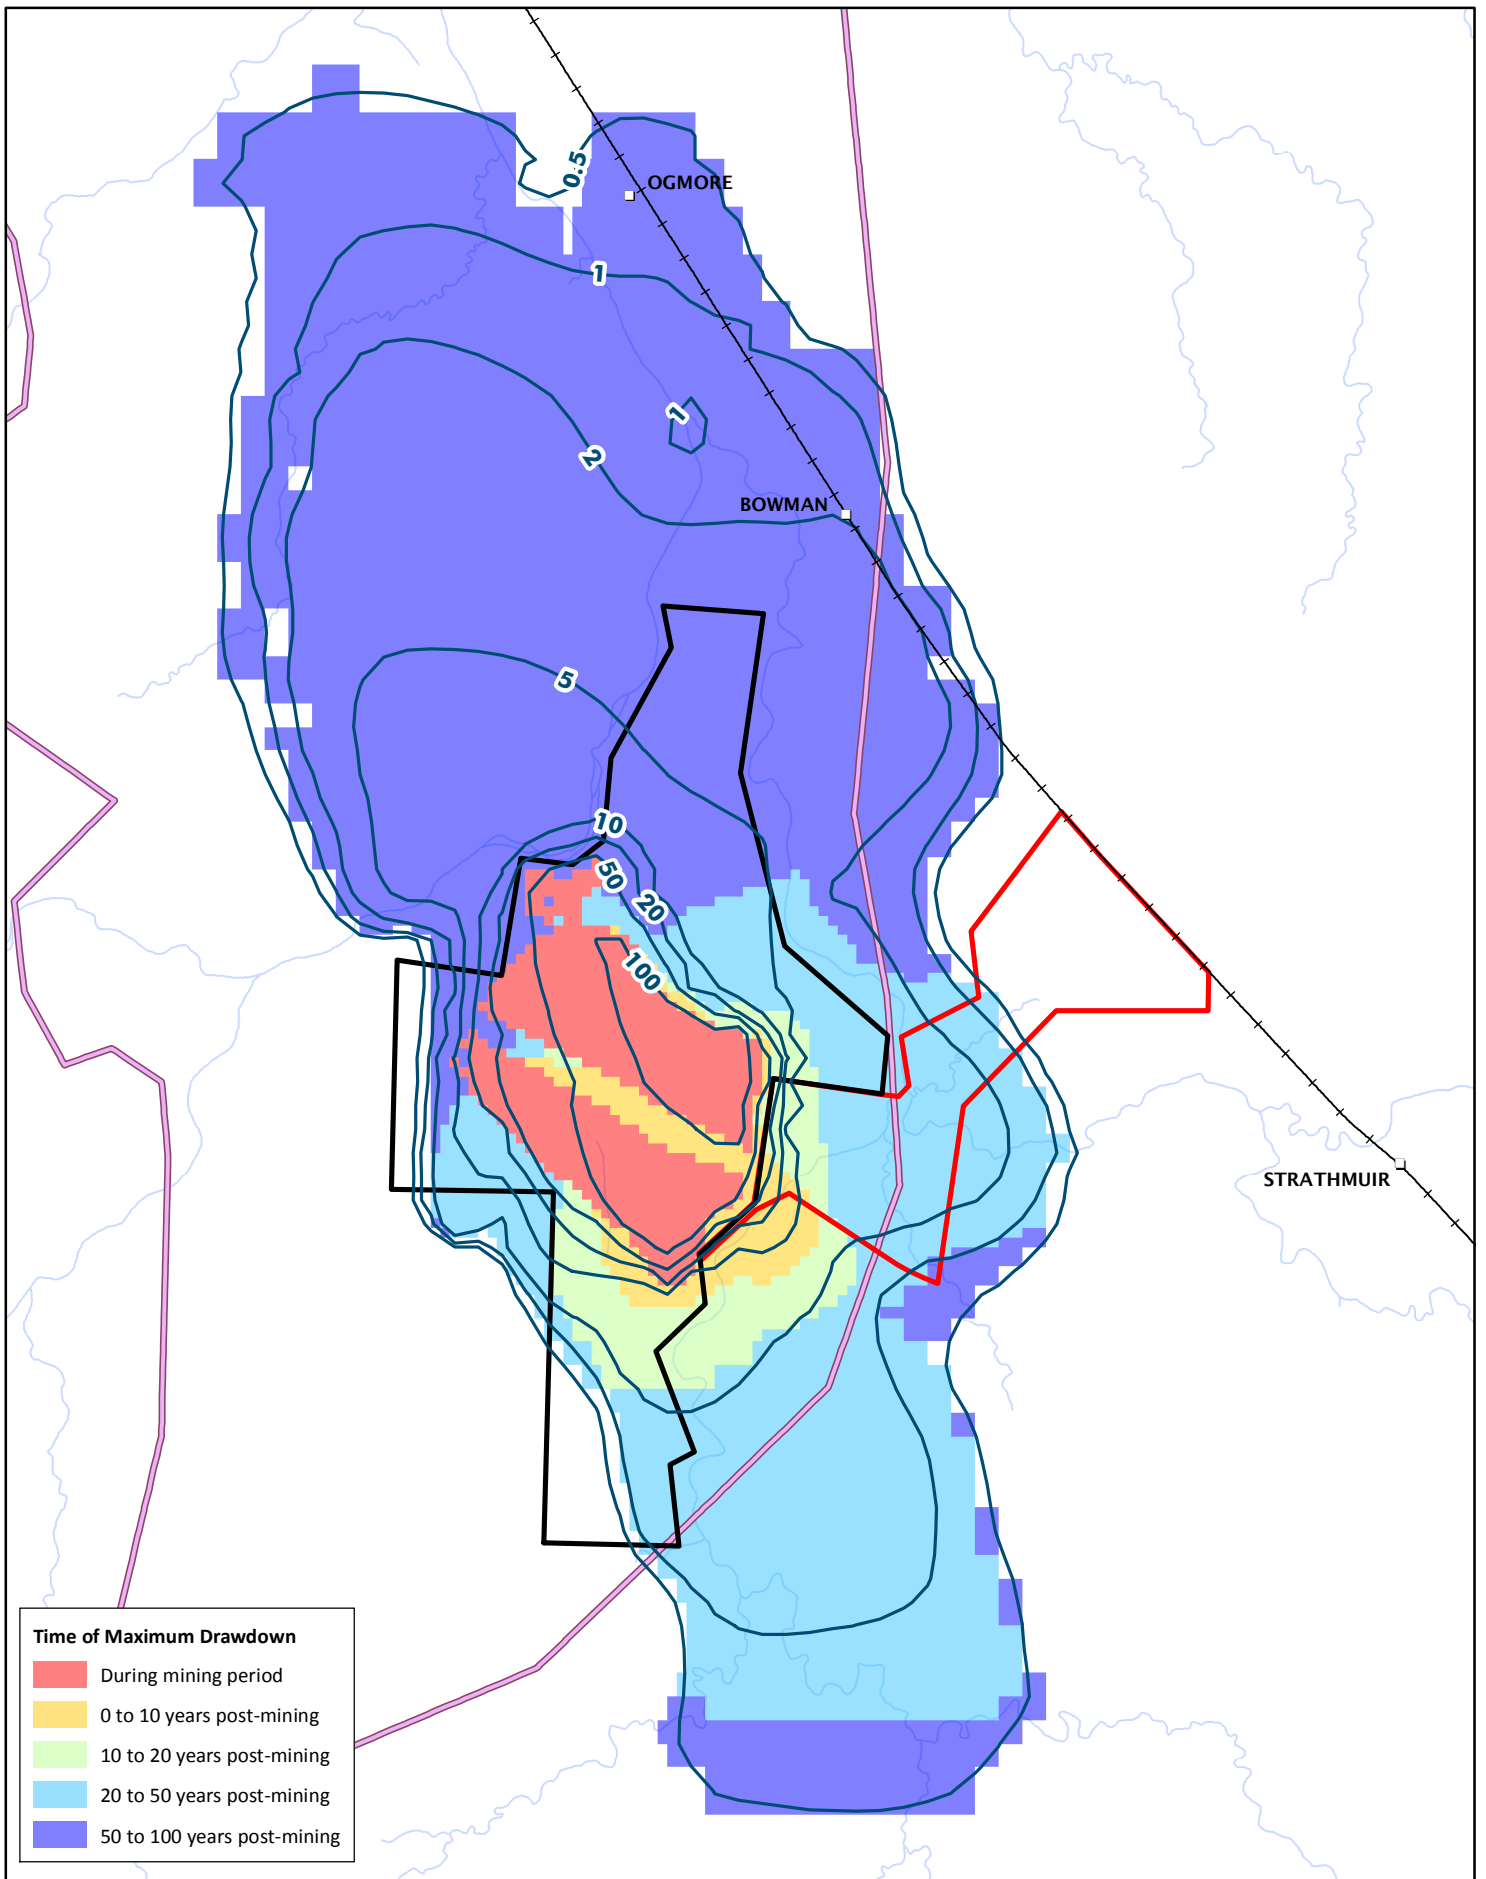 0.5
OGMORE
1
1
2
BOWMAN
5
10
50
20
100
STRATHMUIR
Time of Maximum Drawdown
During mining period
0 to 10 years post-mining
10 to 20 years post-mining
20 to 50 years post-mining
50 to 100 years post-mining